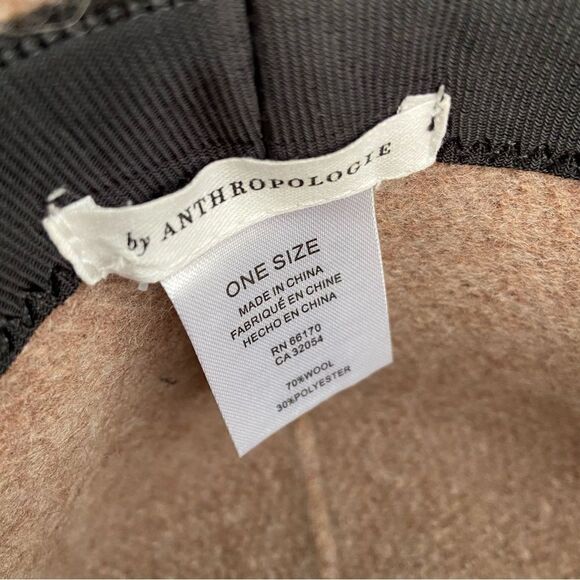 by ANTHROPOLOGIE
ONE SIZE
MADE IN CHINA
FABRIQUÉ EN CHINE
HECHO EN CHINA
RN 66170
CA 32054
70%WOOL
30%POLYESTER